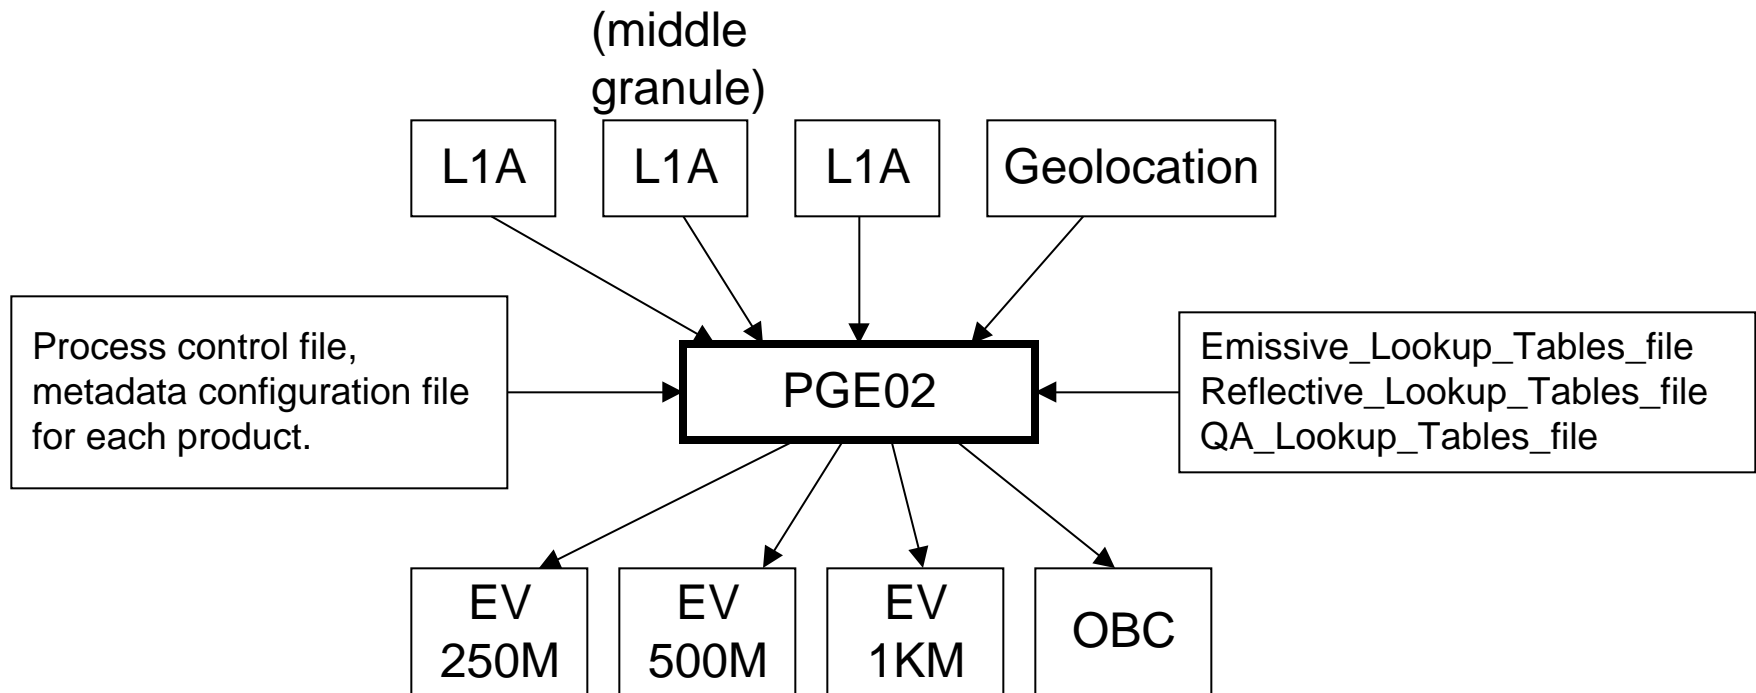 (middle
granule)
L1A
L1A
L1A
Geolocation
Process control file,
metadata configuration file
for each product.
PGE02
Emissive_Lookup_Tables_file
Reflective_Lookup_Tables_file
QA_Lookup_Tables_file
EV
250M
EV
500M
EV
1KM
OBC